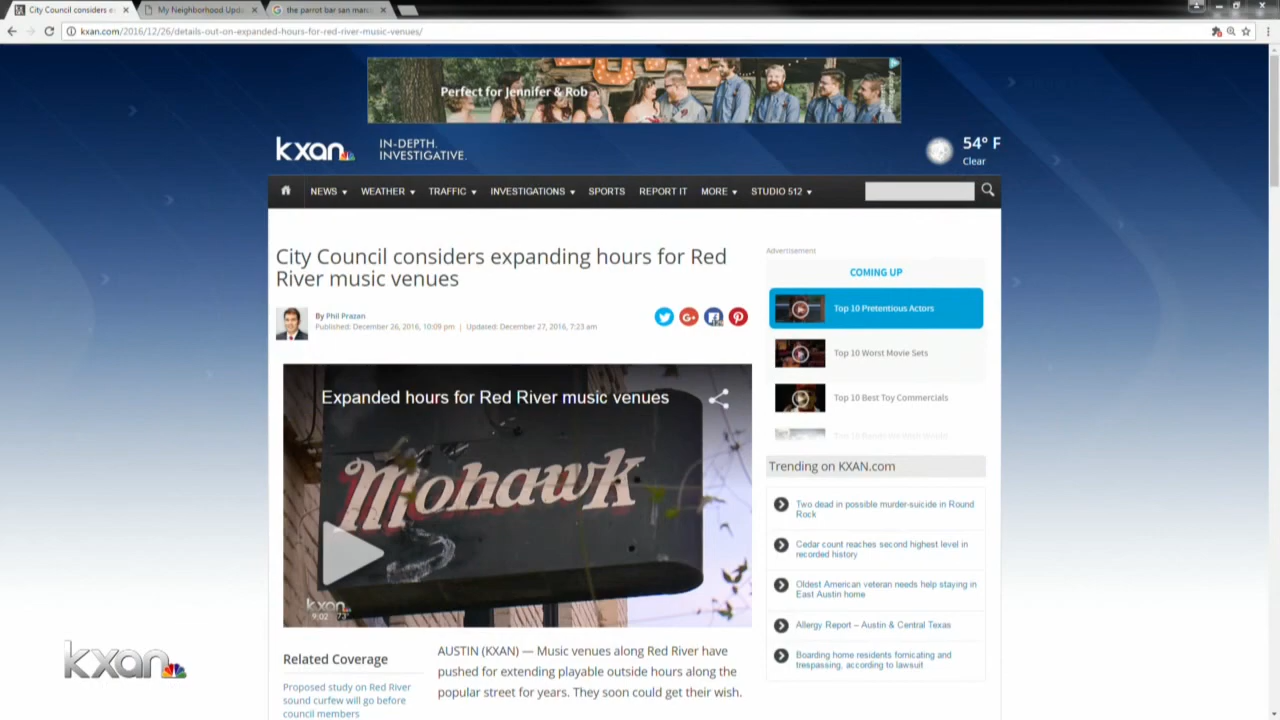 City Council considers e
My Neighborhood Upda
the parrot bar san marc
kxan.com/2016/12/26/details-out-on-expanded-hours-for-red-river-music-venues/
Perfect for Jennifer & Rob
kxan
IN-DEPTH.
INVESTIGATIVE.
54° F
Clear
NEWS
WEATHER
TRAFFIC
INVESTIGATIONS
SPORTS
REPORT IT
MORE
STUDIO 512
City Council considers expanding hours for Red
River music venues
By Phil Prazan
Published: December 26, 2016, 10:09 pm | Updated: December 27, 2016, 7:23 am
Expanded hours for Red River music venues
Mohawk
kxan
9:02 73°
Related Coverage
Proposed study on Red River
sound curfew will go before
council members
AUSTIN (KXAN) — Music venues along Red River have
pushed for extending playable outside hours along the
popular street for years. They soon could get their wish.
Advertisement
COMING UP
Top 10 Pretentious Actors
Top 10 Worst Movie Sets
Top 10 Best Toy Commercials
Trending on KXAN.com
Two dead in possible murder-suicide in Round
Rock
Cedar count reaches second highest level in
recorded history
Oldest American veteran needs help staying in
East Austin home
Allergy Report – Austin & Central Texas
Boarding home residents fornicating and
trespassing, according to lawsuit
kxan